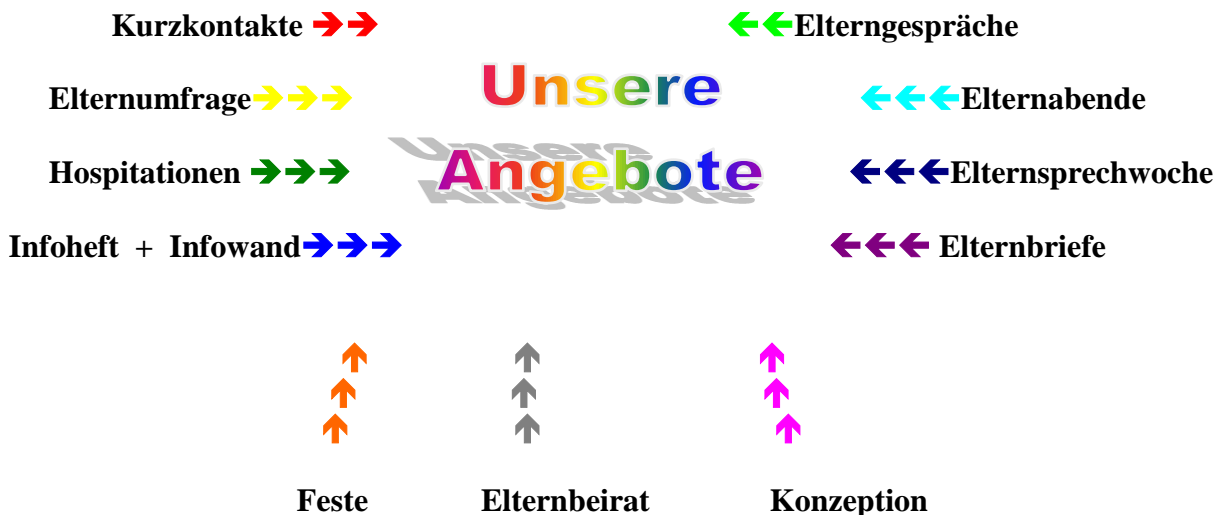 Kurzkontakte
Elterngespräche
Unsere
Elternumfrage
Elternabende
Angebote
Hospitationen
Elternsprechwoche
Infoheft + Infowand
Elternbriefe
Feste
Elternbeirat
Konzeption